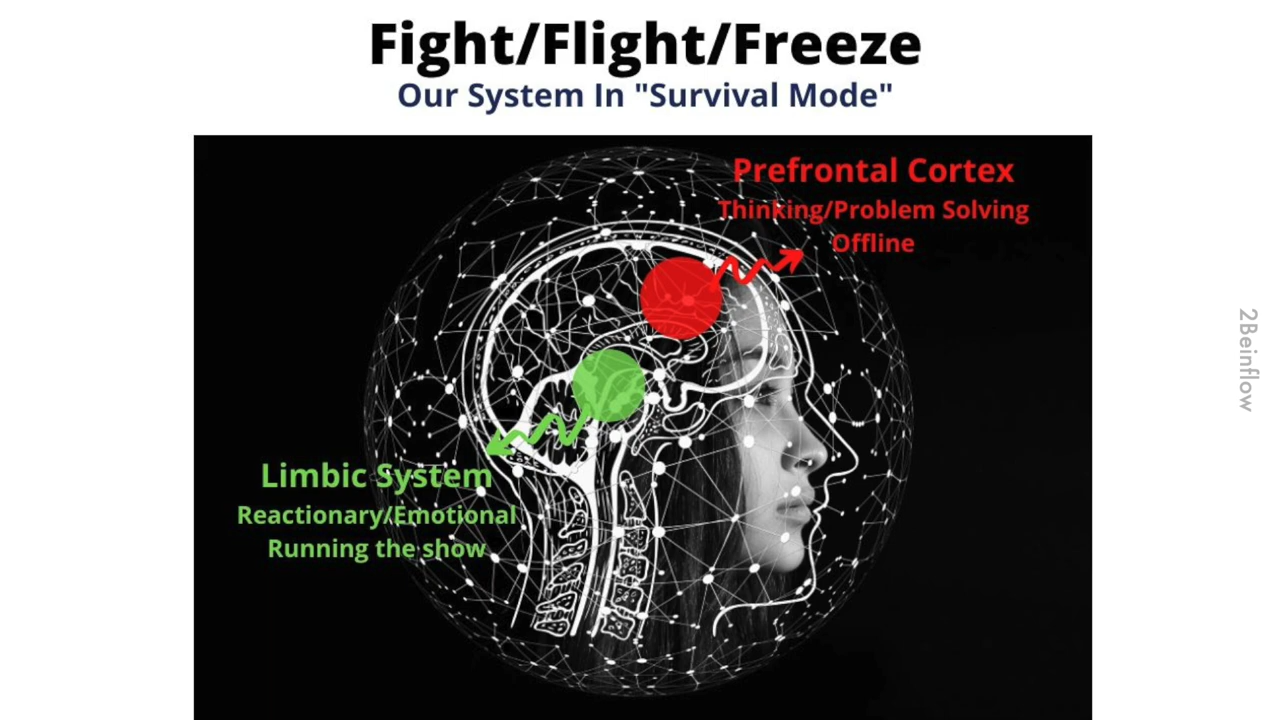 Fight/Flight/Freeze
Our System In "Survival Mode"
Prefrontal Cortex
Thinking/Problem Solving
Offline
Limbic System
Reactionary/Emotional
Running the show
2Beinflow